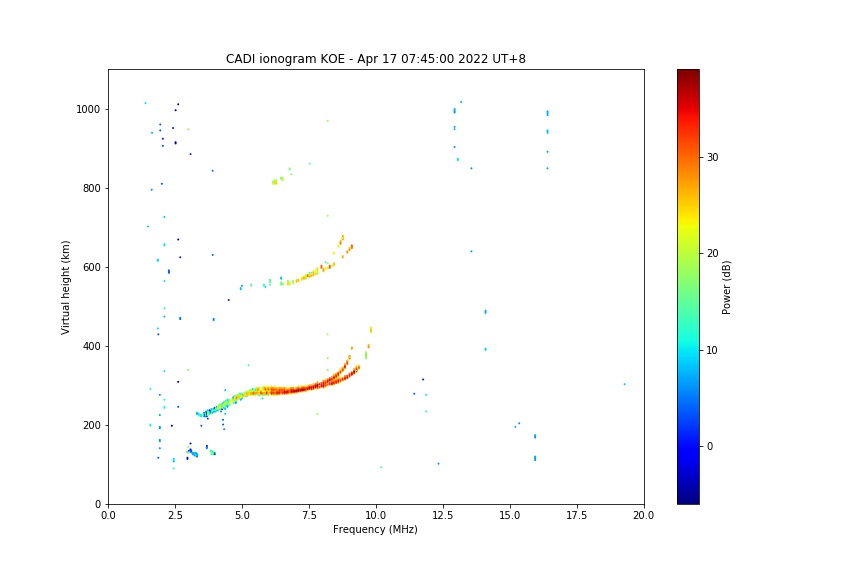 CADI ionogram KOE - Apr 17 07:45:00 2022 UT+8
1000
800
600
400
200
0
Virtual height (km)
0.0 2.5 5.0 7.5 10.0 12.5 15.0 17.5 20.0
Frequency (MHz)
30
20
10
0
Power (dB)